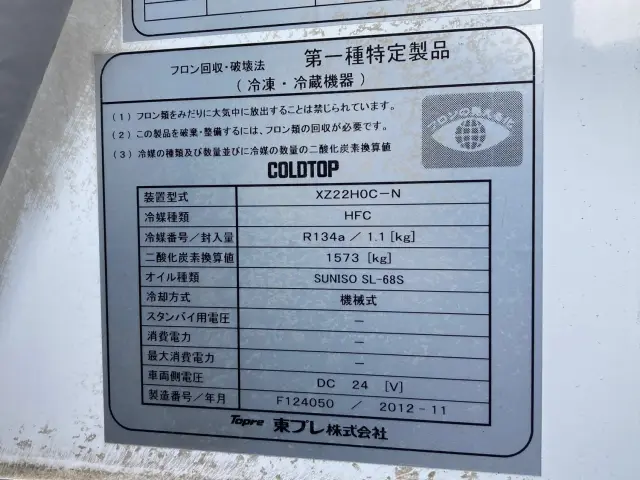 フロン回収・破壊法 第一種特定製品
(冷凍・冷蔵機器)
(1) フロン類をみだりに大気中に放出することは禁じられています。
(2) この製品を廃棄・整備するには、フロン類の回収が必要です。
(3) 冷媒の種類及び数量並びに冷媒の数量の二酸化炭素換算値
フロンの見える化
COLDTOP
装置型式 XZ22H0C-N
冷媒種類 HFC
冷媒番号/封入量 R134a / 1.1 [kg]
二酸化炭素換算値 1573 [kg]
オイル種類 SUNISO SL-68S
冷却方式 機械式
スタンバイ用電圧 —
消費電力 —
最大消費電力 —
車両側電圧 DC 24 [V]
製造番号/年月 F124050 / 2012-11
Topre 東プレ株式会社